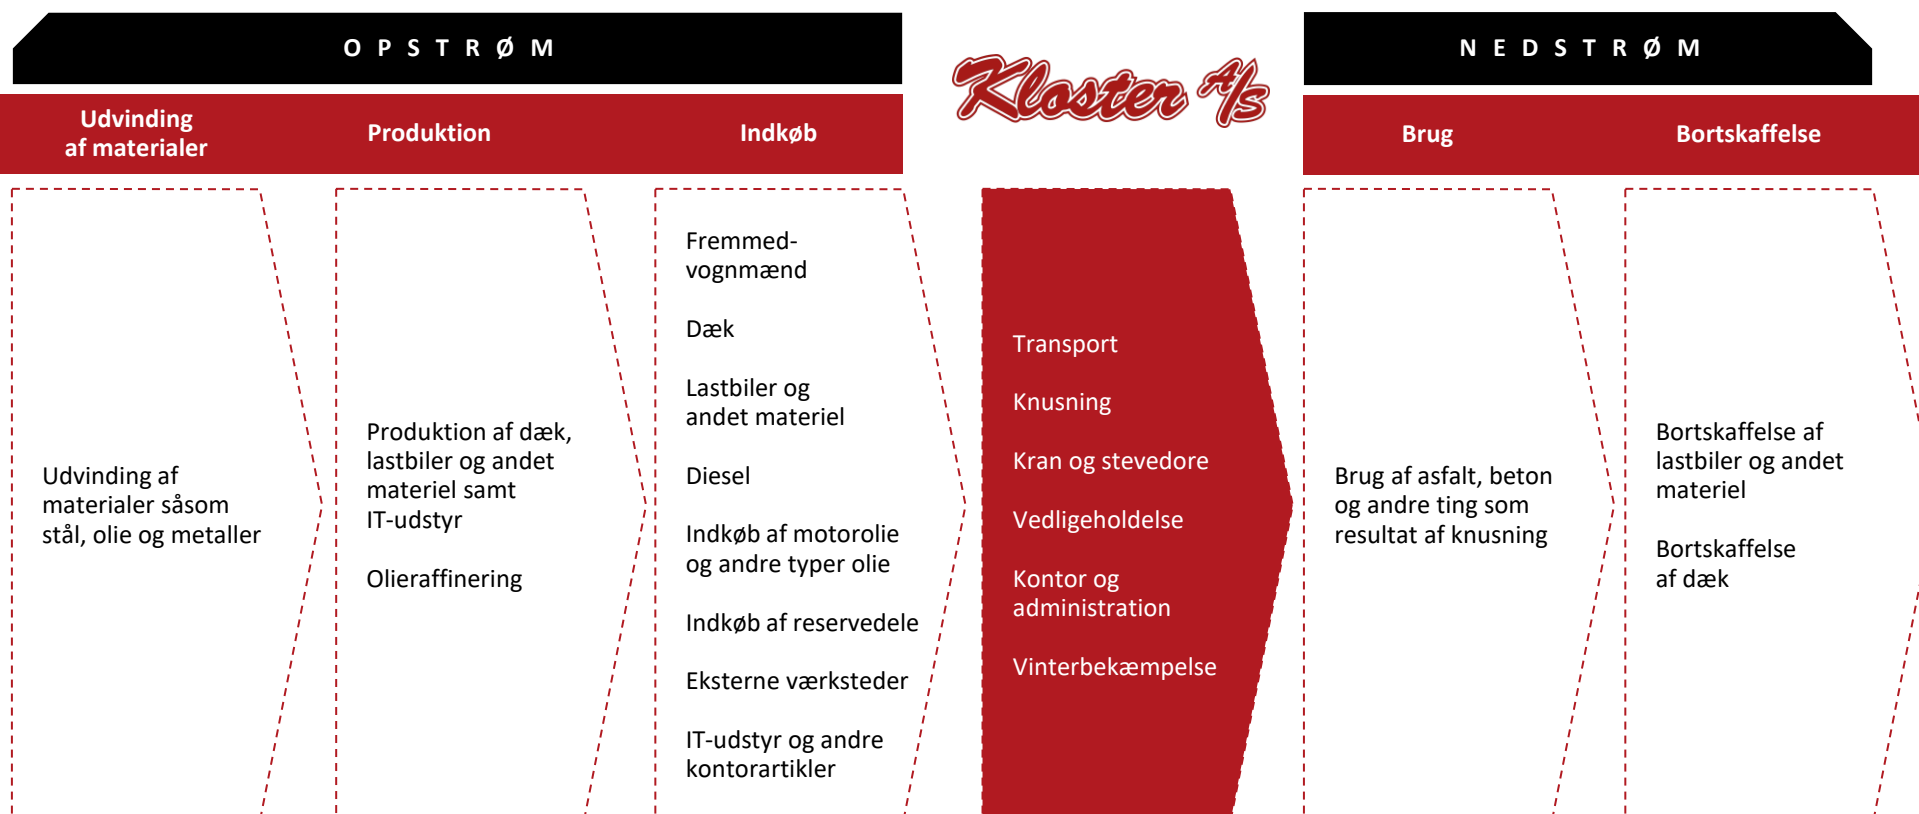 OPSTRØM
Kloster A/S
NEDSTRØM
Udvinding
af materialer
Produktion
Indkøb
Brug
Bortskaffelse
Udvinding af
materialer såsom
stål, olie og metaller
Produktion af dæk,
lastbiler og andet
materiel samt
IT-udstyr
Olieraffinering
Fremmed-
vognmænd
Dæk
Lastbiler og
andet materiel
Diesel
Indkøb af motorolie
og andre typer olie
Indkøb af reservedele
Eksterne værksteder
IT-udstyr og andre
kontorartikler
Transport
Knusning
Kran og stevedore
Vedligeholdelse
Kontor og
administration
Vinterbekæmpelse
Brug af asfalt, beton
og andre ting som
resultat af knusning
Bortskaffelse af
lastbiler og andet
materiel
Bortskaffelse
af dæk